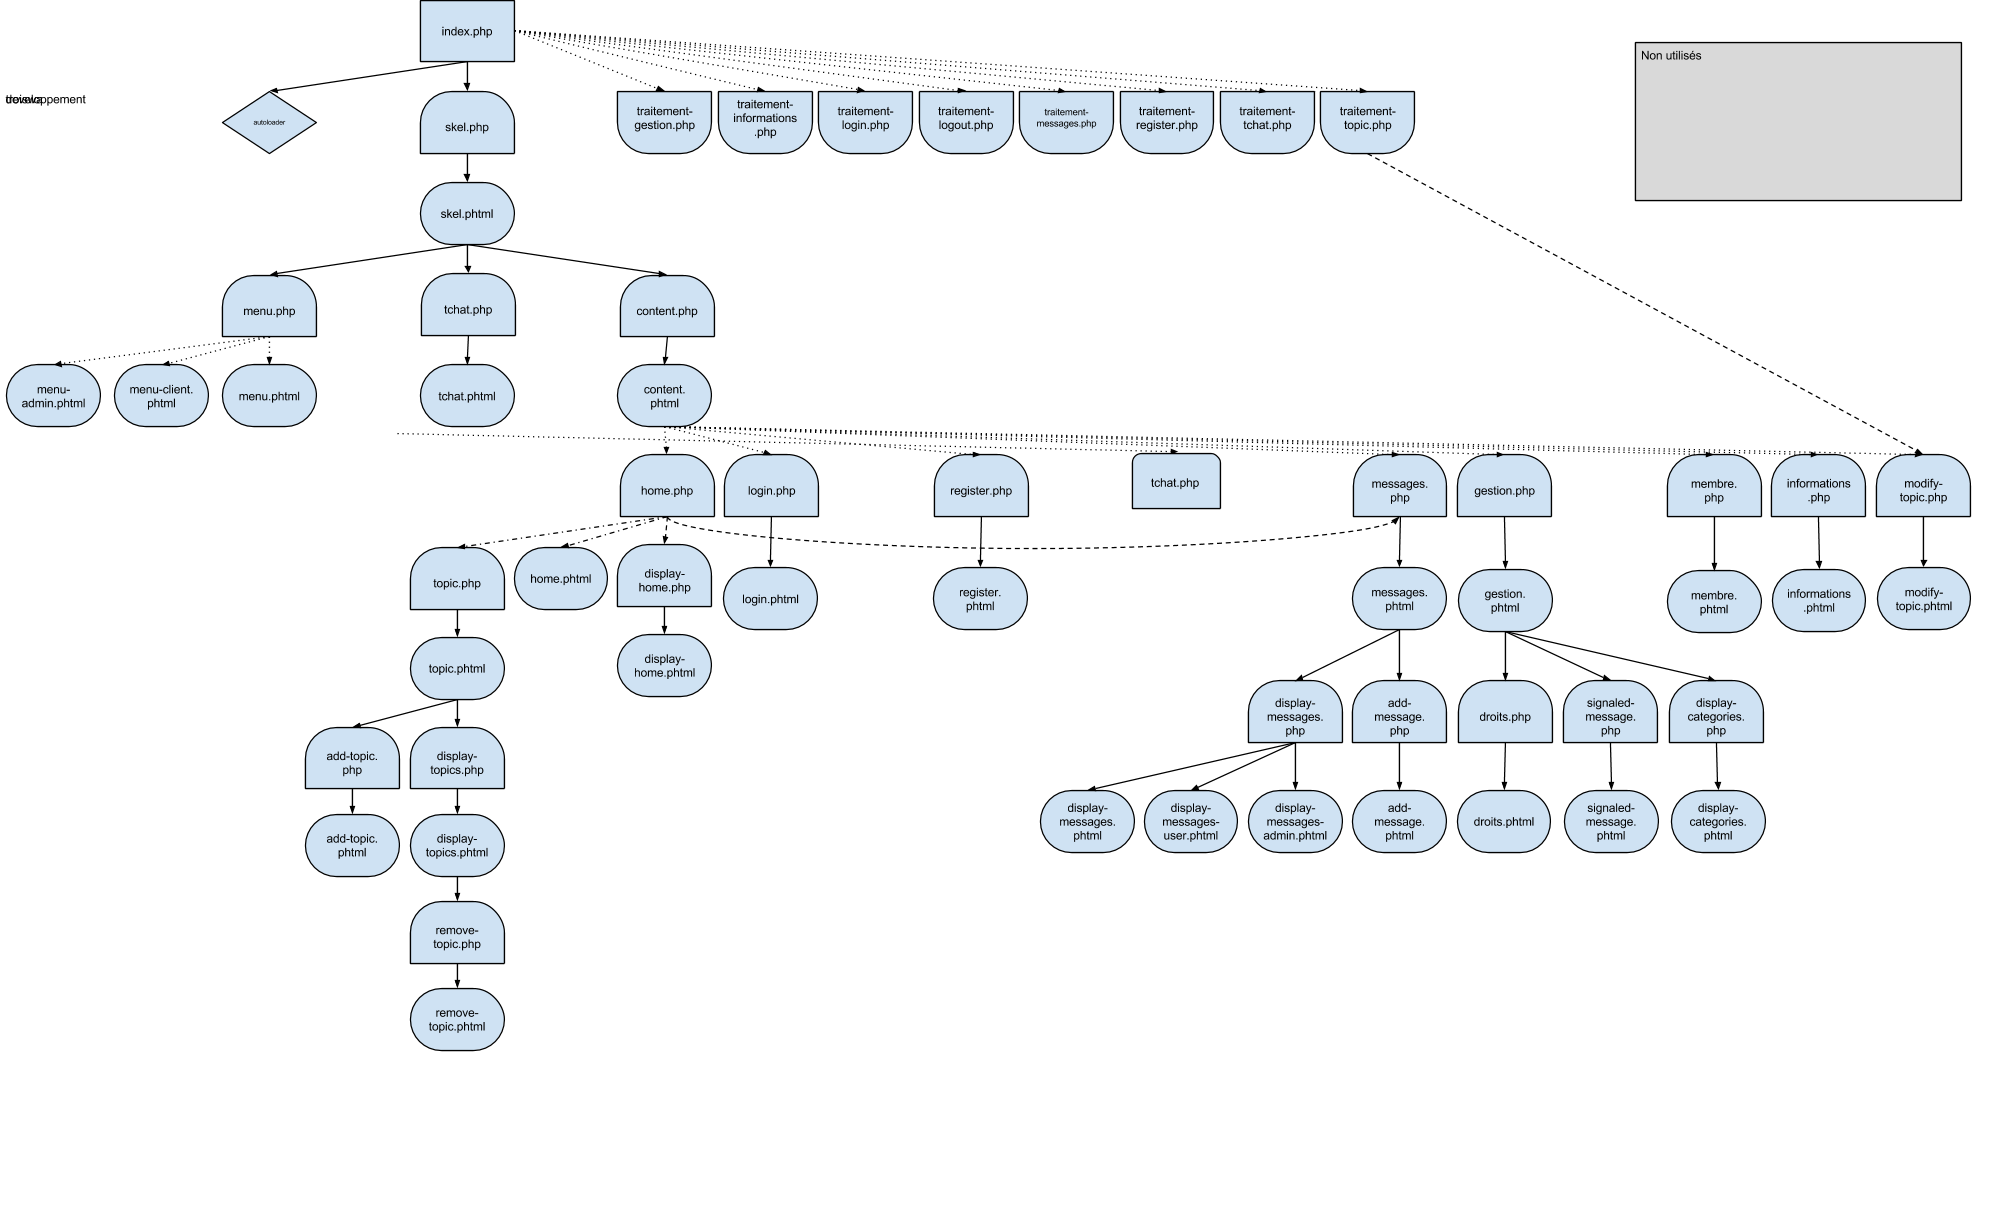 index.php
Non utilisés
autoloader
skel.php
traitement-
gestion.php
traitement-
informations
.php
traitement-
login.php
traitement-
logout.php
traitement-
messages.php
traitement-
register.php
traitement-
tchat.php
traitement-
topic.php
skel.phtml
menu.php
tchat.php
content.php
menu-
admin.phtml
menu-client.
phtml
menu.phtml
tchat.phtml
content.
phtml
home.php
login.php
register.php
tchat.php
messages.
php
gestion.php
membre.
php
informations
.php
modify-
topic.php
topic.php
home.phtml
display-
home.php
login.phtml
register.
phtml
messages.
phtml
gestion.
phtml
membre.
phtml
informations
.phtml
modify-
topic.phtml
topic.phtml
display-
home.phtml
display-
messages.
php
add-
message.
php
droits.php
signaled-
message.
php
display-
categories.
php
add-topic.
php
display-
topics.php
display-
messages.
phtml
display-
messages-
user.phtml
display-
messages-
admin.phtml
add-
message.
phtml
droits.phtml
signaled-
message.
phtml
display-
categories.
phtml
add-topic.
phtml
display-
topics.phtml
remove-
topic.php
remove-
topic.phtml